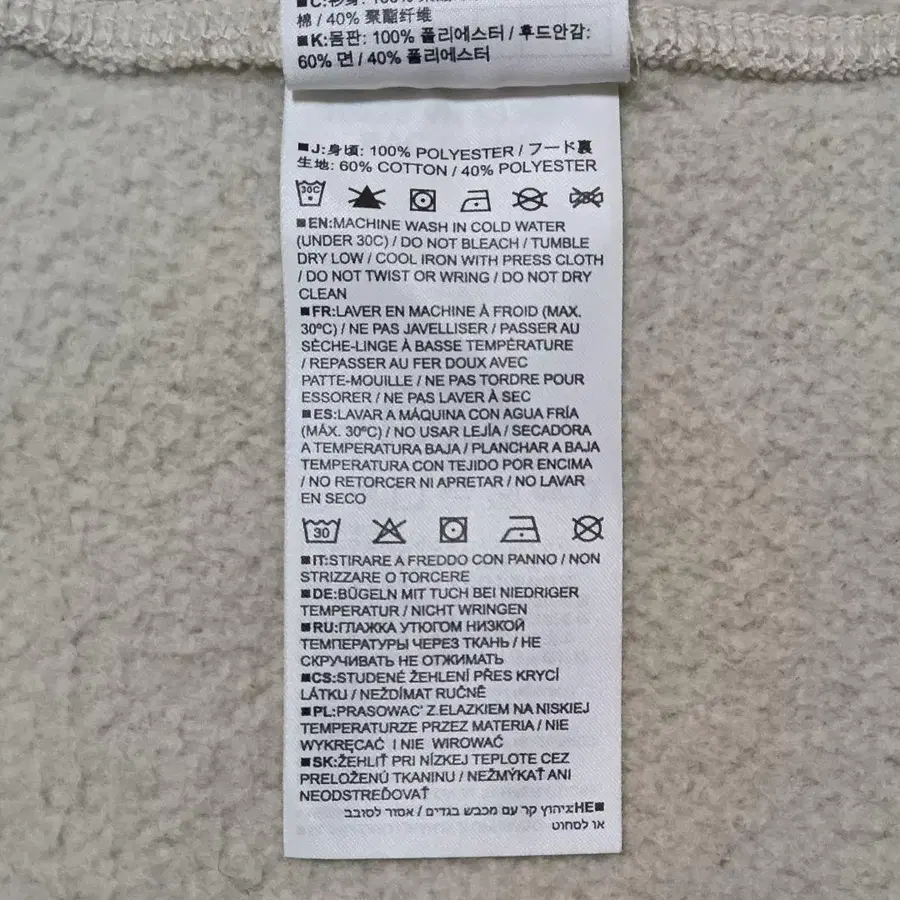 ■C:衫身: 100% 聚酯
棉 / 40% 聚酯纤维
■K:몸판: 100% 폴리에스터 / 후드안감:
60% 면 / 40% 폴리에스터
■J:身頃: 100% POLYESTER / フード裏
生地: 60% COTTON / 40% POLYESTER
30C
■EN:MACHINE WASH IN COLD WATER
(UNDER 30C) / DO NOT BLEACH / TUMBLE
DRY LOW / COOL IRON WITH PRESS CLOTH
/ DO NOT TWIST OR WRING / DO NOT DRY
CLEAN
■FR:LAVER EN MACHINE À FROID (MAX.
30ºC) / NE PAS JAVELLISER / PASSER AU
SÈCHE-LINGE À BASSE TEMPÉRATURE
/ REPASSER AU FER DOUX AVEC
PATTE-MOUILLE / NE PAS TORDRE POUR
ESSORER / NE PAS LAVER À SEC
■ES:LAVAR A MÁQUINA CON AGUA FRÍA
(MÁX. 30ºC) / NO USAR LEJÍA / SECADORA
A TEMPERATURA BAJA / PLANCHAR A BAJA
TEMPERATURA CON TEJIDO POR ENCIMA
/ NO RETORCER NI APRETAR / NO LAVAR
EN SECO
30
■IT:STIRARE A FREDDO CON PANNO / NON
STRIZZARE O TORCERE
■DE:BÜGELN MIT TUCH BEI NIEDRIGER
TEMPERATUR / NICHT WRINGEN
■RU:ГЛАЖКА УТЮГОМ НИЗКОЙ
ТЕМПЕРАТУРЫ ЧЕРЕЗ ТКАНЬ / НЕ
СКРУЧИВАТЬ НЕ ОТЖИМАТЬ
■CS:STUDENÉ ŽEHLENÍ PŘES KRYCÍ
LÁTKU / NEŽDÍMAT RUČNĚ
■PL:PRASOWAC' Z ELAZKIEM NA NISKIEJ
TEMPERATURZE PRZEZ MATERIA / NIE
WYKRĘCAĆ I NIE WIROWAĆ
■SK:ŽEHLIŤ PRI NÍZKEJ TEPLOTE CEZ
PRELOŽENÚ TKANINU / NEŽMÝKAŤ ANI
NEODSTREĎOVAŤ
■HE:גיהוץ קר עם מכבש בגדים / אסור לסובב
או לסחוט